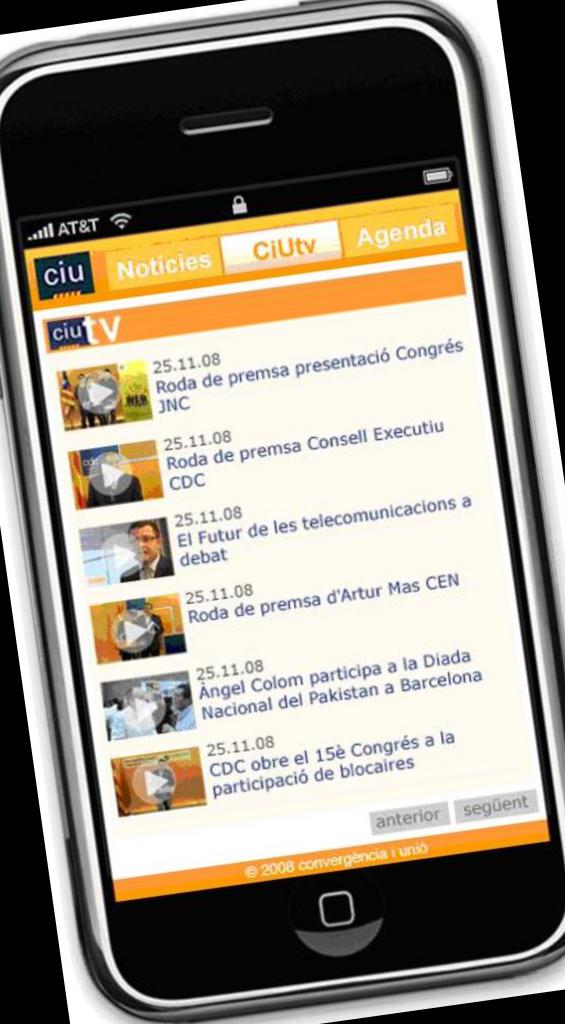 AT&T
ciu Notícies CiUtv Agenda
ciutv
25.11.08
Roda de premsa presentació Congrés
JNC
25.11.08
Roda de premsa Consell Executiu
CDC
25.11.08
El Futur de les telecomunicacions a
debat
25.11.08
Roda de premsa d'Artur Mas CEN
25.11.08
Àngel Colom participa a la Diada
Nacional del Pakistan a Barcelona
25.11.08
CDC obre el 15è Congrés a la
participació de blocaires
anterior següent
© 2008 convergència i unió